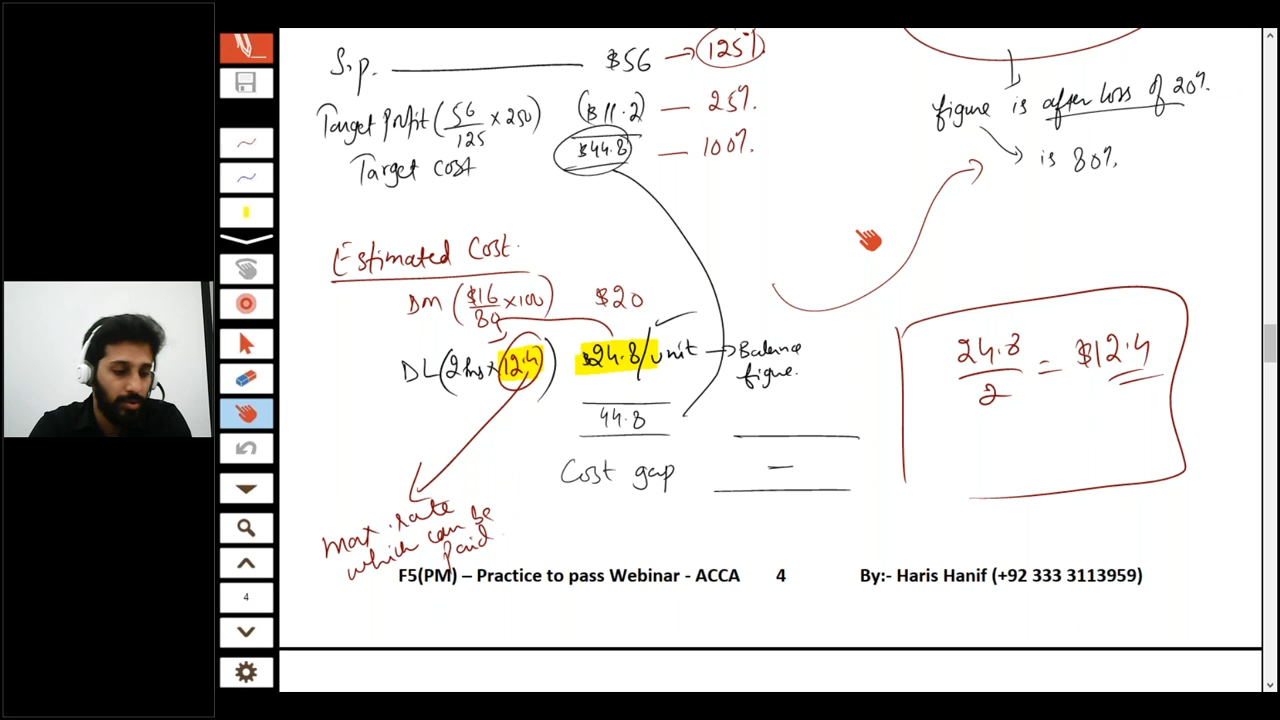 S.p. $56 → 125%
Target profit (56/125 × 250) ($11.2) — 25%.
$44.8 — 100%.
Target cost
figure is after loss of 20%.
is 80%.
Estimated Cost.
DM ($16/80 × 100) $20
DL (2hrs × 12.4) $24.8/unit → Balance
figure.
44.8
Cost gap —
max. rate
which can be
paid
24.8/2 = $12.4
F5(PM) – Practice to pass Webinar - ACCA 4 By:- Haris Hanif (+92 333 3113959)
4